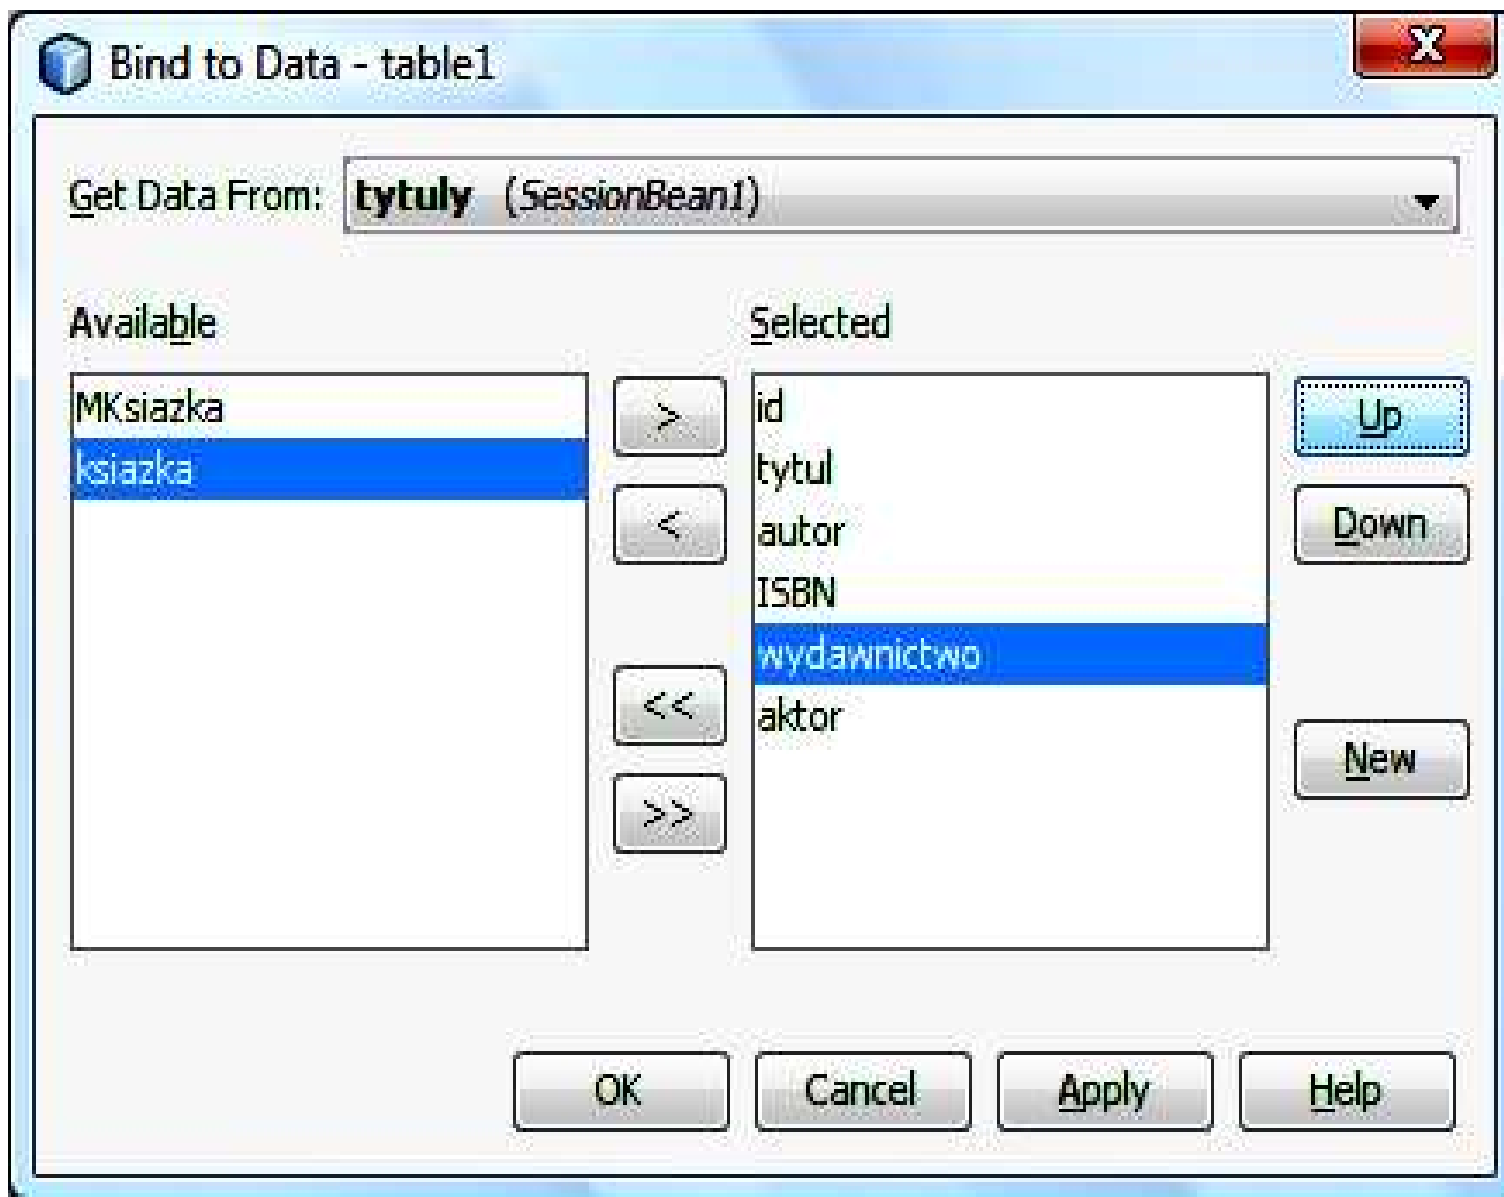 Bind to Data - table1
X
Get Data From: tytuly (SessionBean1)
Available
Selected
MKsiazka
ksiazka
>
<
<<
>>
id
tytul
autor
ISBN
wydawnictwo
aktor
Up
Down
New
OK
Cancel
Apply
Help